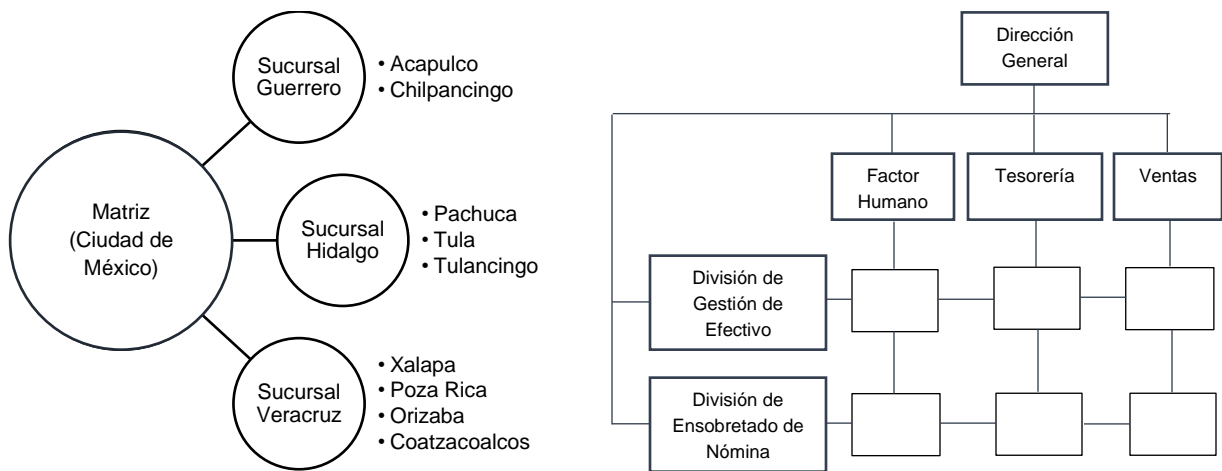 Matriz
(Ciudad de
México)
Sucursal
Guerrero
• Acapulco
• Chilpancingo
Sucursal
Hidalgo
• Pachuca
• Tula
• Tulancingo
Sucursal
Veracruz
• Xalapa
• Poza Rica
• Orizaba
• Coatzacoalcos
Dirección
General
Factor
Humano
Tesorería
Ventas
División de
Gestión de
Efectivo
División de
Ensobretado de
Nómina